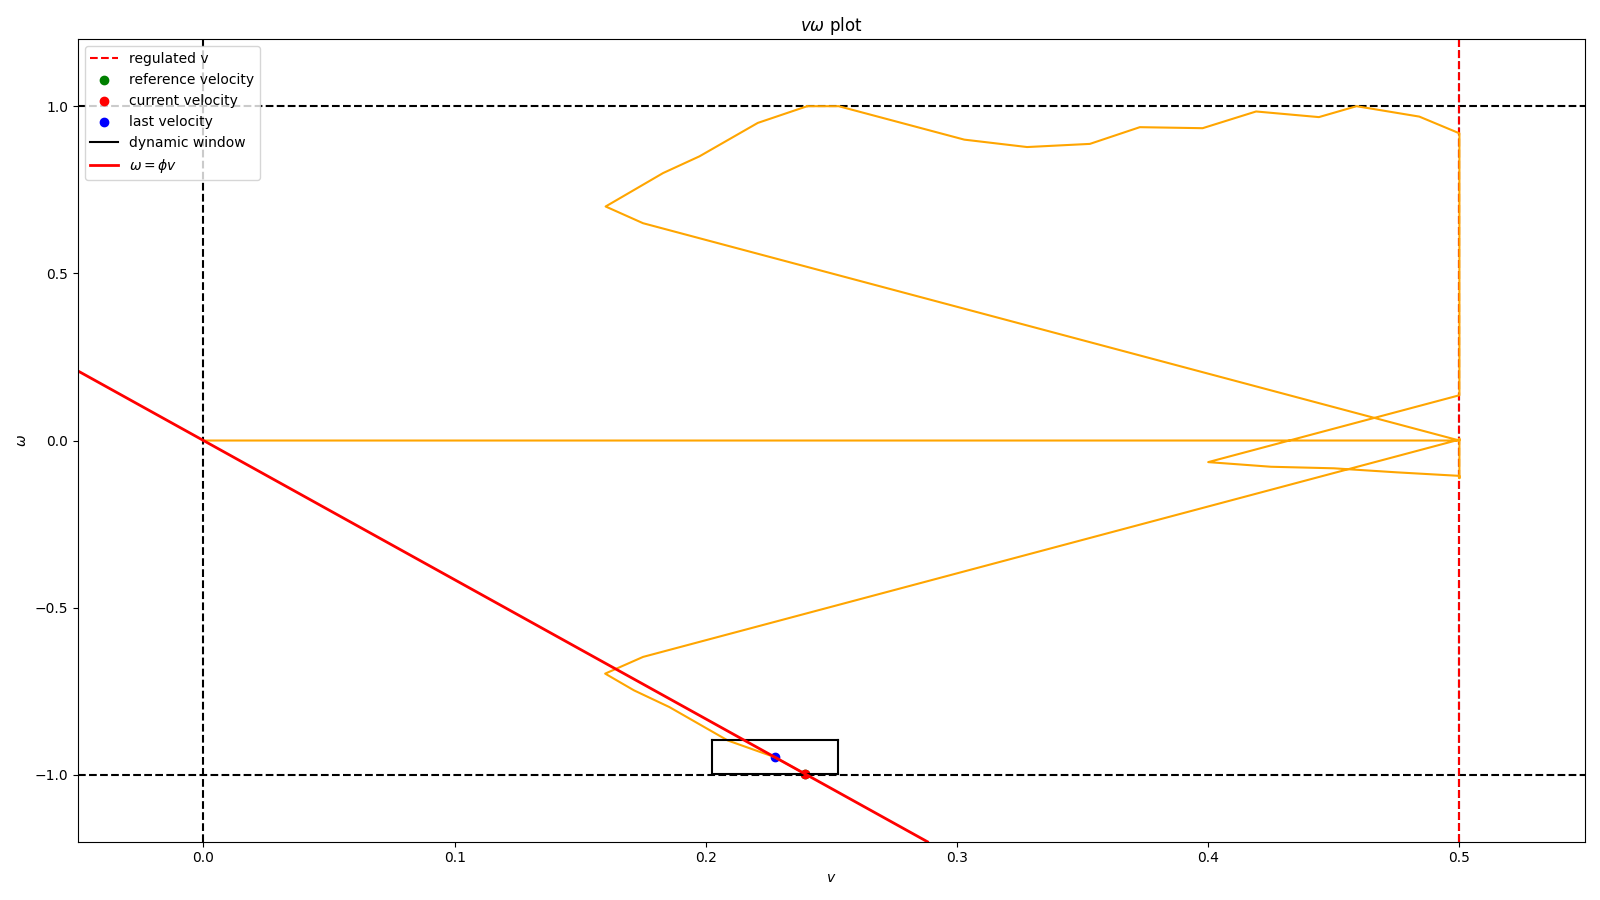 vω plot
regulated v
reference velocity
current velocity
last velocity
dynamic window
ω = ϕv
1.0
0.5
0.0
−0.5
−1.0
ω
0.0 0.1 0.2 0.3 0.4 0.5
v